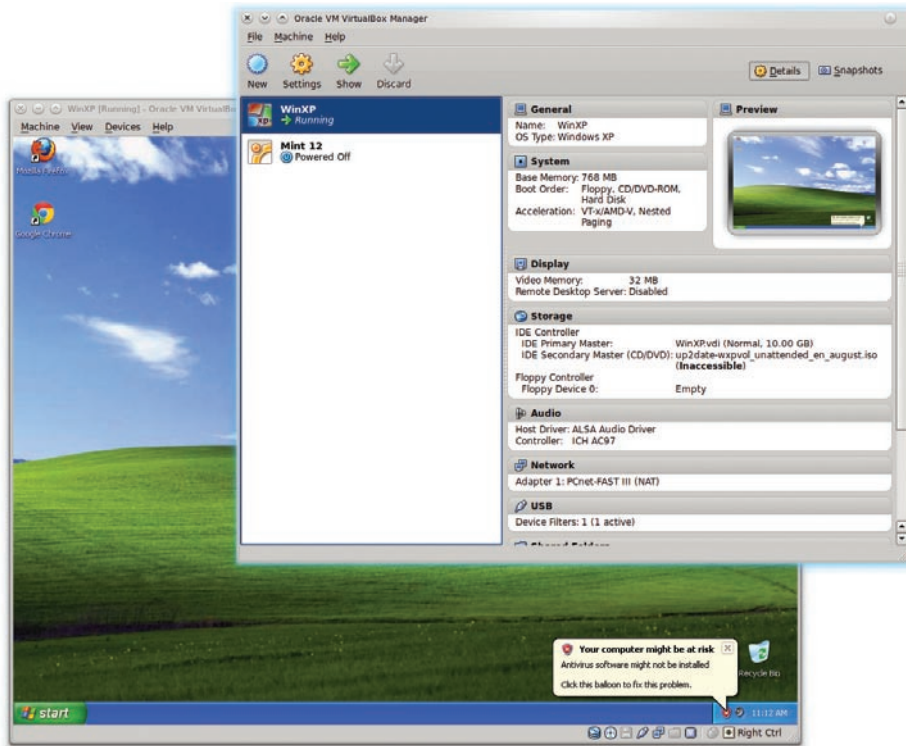 Oracle VM VirtualBox Manager
File Machine Help
New Settings Show Discard
Details Snapshots
WinXP
Running
Mint 12
Powered Off
General
Name: WinXP
OS Type: Windows XP
System
Base Memory: 768 MB
Boot Order: Floppy, CD/DVD-ROM,
Hard Disk
Acceleration: VT-x/AMD-V, Nested
Paging
Preview
Display
Video Memory: 32 MB
Remote Desktop Server: Disabled
Storage
IDE Controller
IDE Primary Master: WinXP.vdi (Normal, 10.00 GB)
IDE Secondary Master (CD/DVD): up2date-wxpvol_unattended_en_august.iso
(Inaccessible)
Floppy Controller
Floppy Device 0: Empty
Audio
Host Driver: ALSA Audio Driver
Controller: ICH AC97
Network
Adapter 1: PCnet-FAST III (NAT)
USB
Device Filters: 1 (1 active)
Shared Folders
WinXP [Running] - Oracle VM VirtualBo
Machine View Devices Help
Mozilla Firefox
Google Chrome
Your computer might be at risk
Antivirus software might not be installed
Click this balloon to fix this problem.
Recycle Bin
start
11:12 AM
Right Ctrl